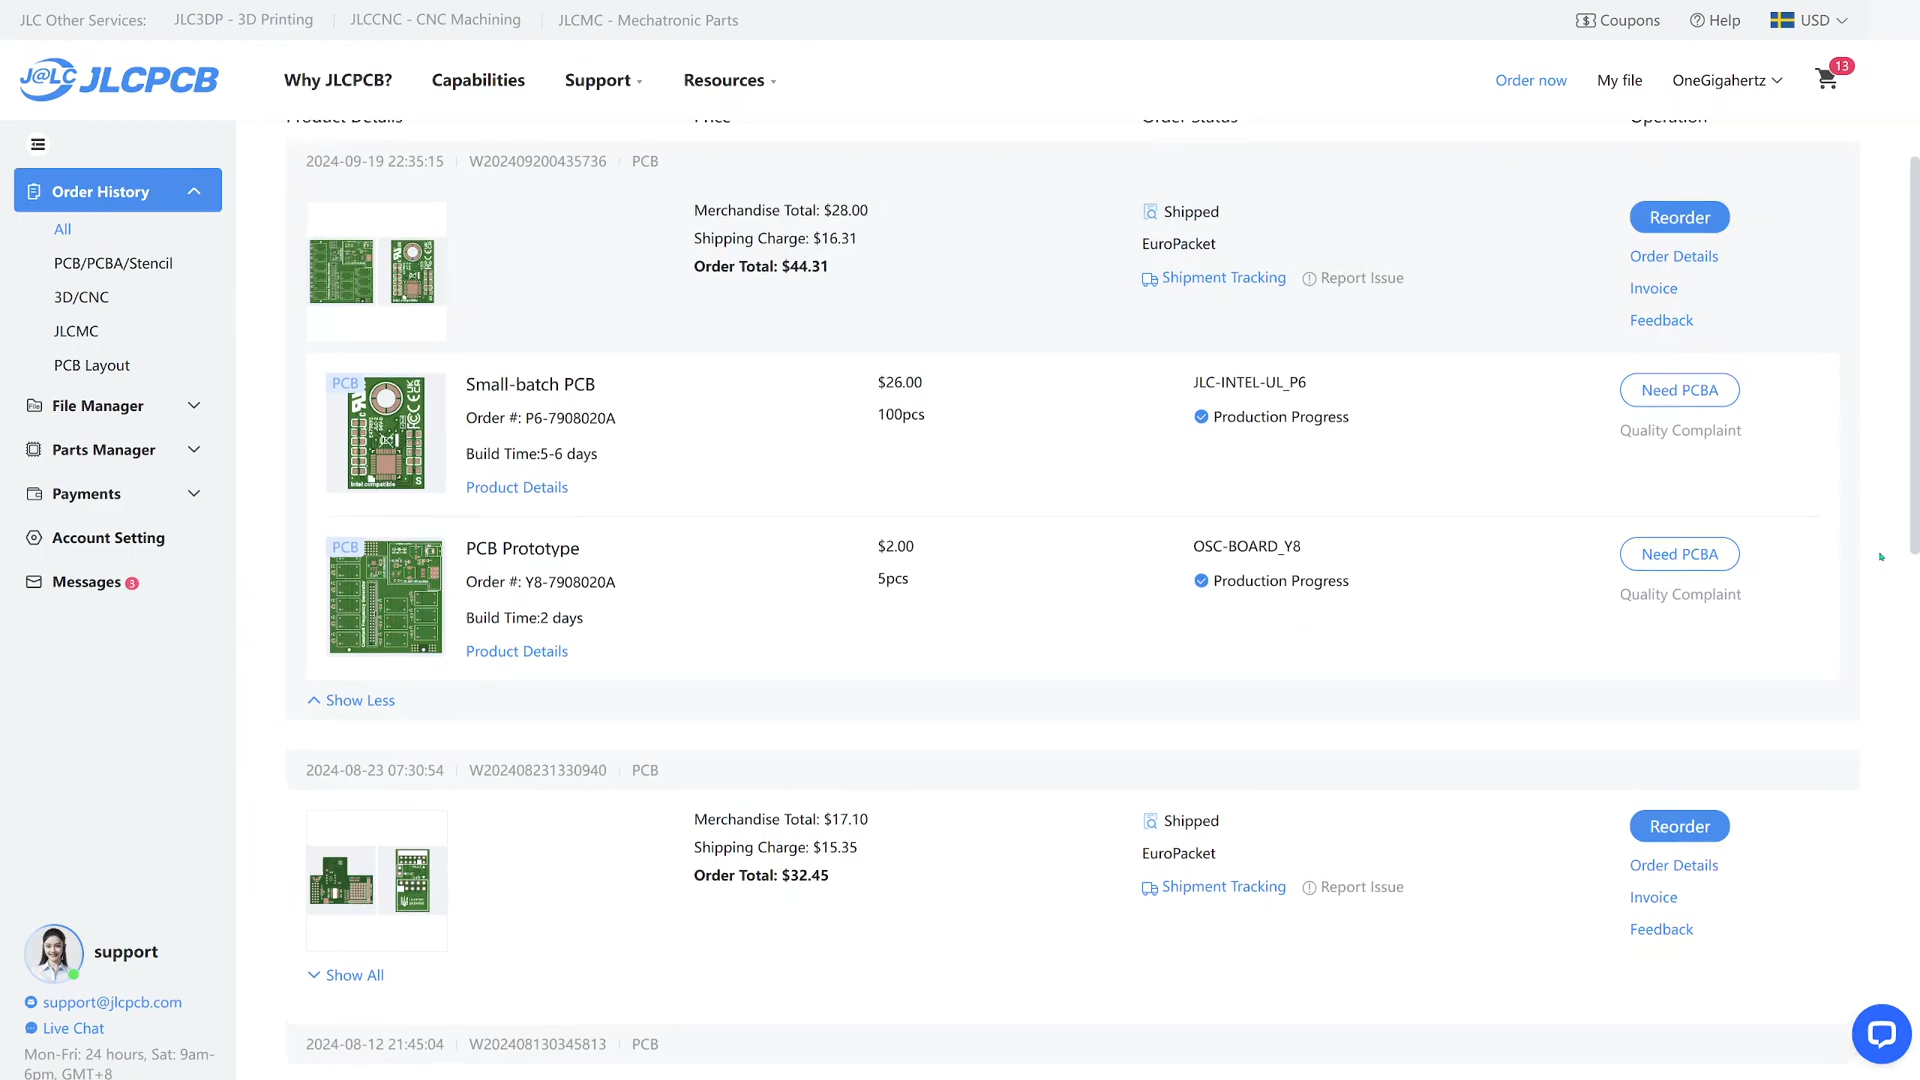 JLC Other Services: JLC3DP - 3D Printing JLCCNC - CNC Machining JLCMC - Mechatronic Parts Coupons Help USD
J@LC JLCPCB Why JLCPCB? Capabilities Support Resources Order now My file OneGigahertz 13
Product Details Price Order Status Operation
2024-09-19 22:35:15 W202409200435736 PCB
Order History
All
PCB/PCBA/Stencil
3D/CNC
JLCMC
PCB Layout
File Manager
Parts Manager
Payments
Account Setting
Messages 3
Merchandise Total: $28.00
Shipping Charge: $16.31
Order Total: $44.31
Shipped
EuroPacket
Shipment Tracking Report Issue
Reorder
Order Details
Invoice
Feedback
PCB
Intel compatible
S
Small-batch PCB
Order #: P6-7908020A
Build Time:5-6 days
Product Details
$26.00
100pcs
JLC-INTEL-UL_P6
Production Progress
Need PCBA
Quality Complaint
PCB
PCB Prototype
Order #: Y8-7908020A
Build Time:2 days
Product Details
$2.00
5pcs
OSC-BOARD_Y8
Production Progress
Need PCBA
Quality Complaint
Show Less
2024-08-23 07:30:54 W202408231330940 PCB
Merchandise Total: $17.10
Shipping Charge: $15.35
Order Total: $32.45
Shipped
EuroPacket
Shipment Tracking Report Issue
Reorder
Order Details
Invoice
Feedback
Show All
2024-08-12 21:45:04 W202408130345813 PCB
support
support@jlcpcb.com
Live Chat
Mon-Fri: 24 hours, Sat: 9am-
6pm, GMT+8